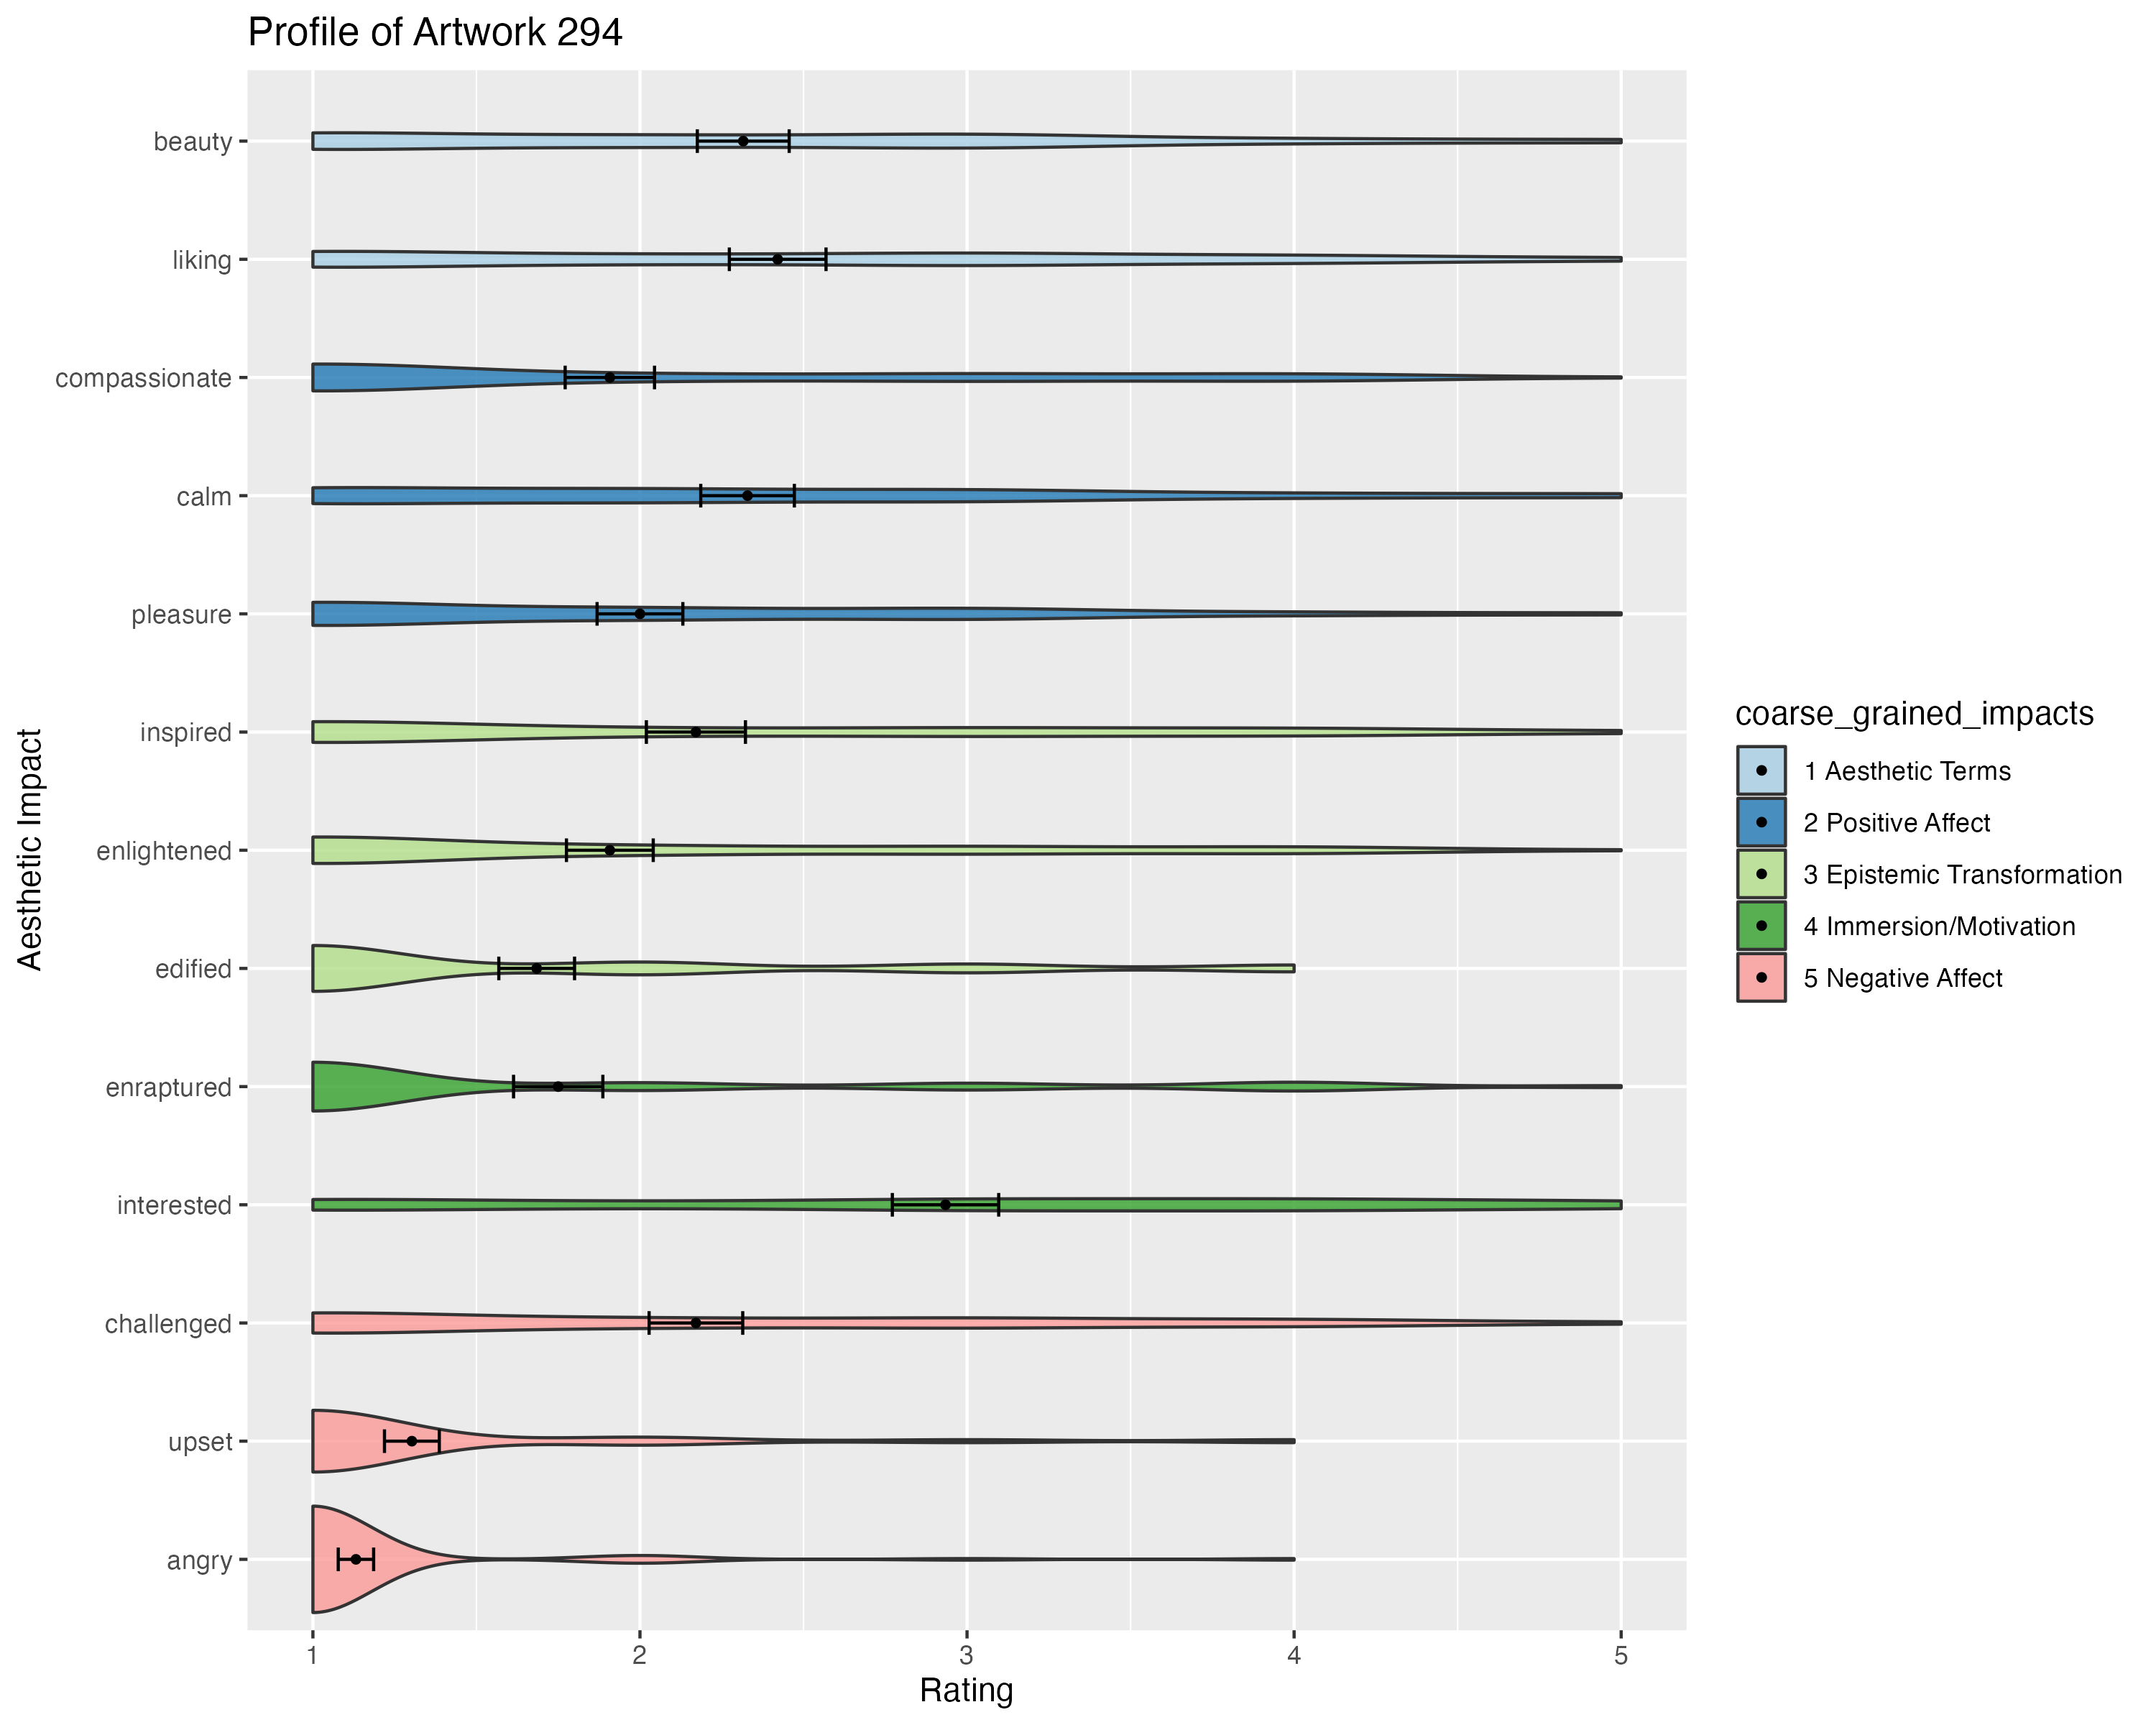 Profile of Artwork 294
beauty
liking
compassionate
calm
pleasure
inspired
enlightened
edified
enraptured
interested
challenged
upset
angry
Aesthetic Impact
1 2 3 4 5
Rating
coarse_grained_impacts
1 Aesthetic Terms
2 Positive Affect
3 Epistemic Transformation
4 Immersion/Motivation
5 Negative Affect